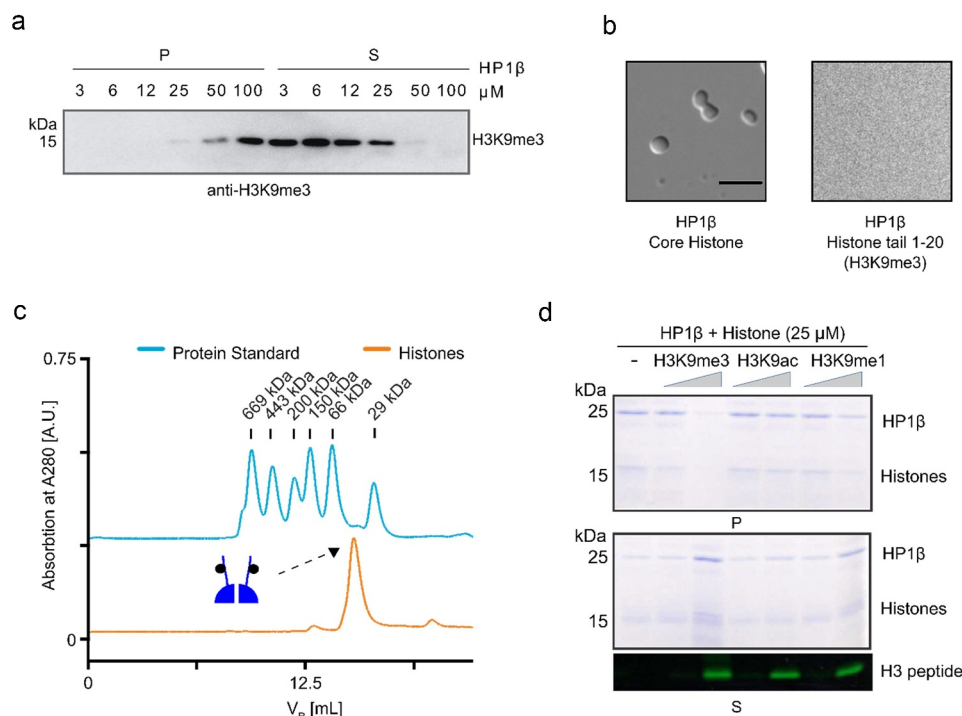 a
P S
HP1β
3 6 12 25 50 100 3 6 12 25 50 100 μM
kDa
15
H3K9me3
anti-H3K9me3
b
HP1β
Core Histone
HP1β
Histone tail 1-20
(H3K9me3)
c
Protein Standard Histones
0.75
669 kDa
443 kDa
200 kDa
150 kDa
66 kDa
29 kDa
Absorbtion at A280 [A.U.]
0
0 12.5
V_R [mL]
d
HP1β + Histone (25 μM)
- H3K9me3 H3K9ac H3K9me1
kDa
25
HP1β
15
Histones
P
kDa
25
HP1β
Histones
15
H3 peptide
S